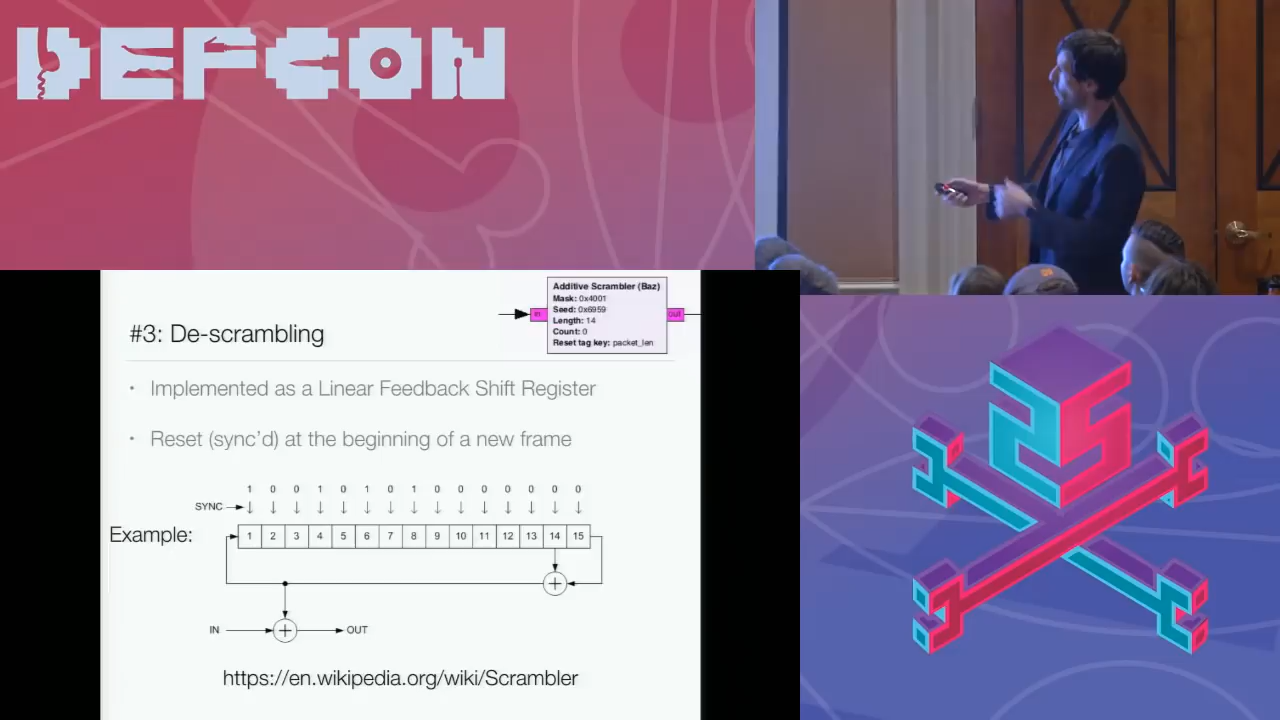 DEFCON
25
Additive Scrambler (Baz)
Mask: 0x4001
Seed: 0x6959
Length: 14
Count: 0
Reset tag key: packet_len
in
out
#3: De-scrambling
• Implemented as a Linear Feedback Shift Register
• Reset (sync'd) at the beginning of a new frame
1 0 0 1 0 1 0 1 0 0 0 0 0 0 0
SYNC
Example:
1 2 3 4 5 6 7 8 9 10 11 12 13 14 15
+
IN + OUT
https://en.wikipedia.org/wiki/Scrambler